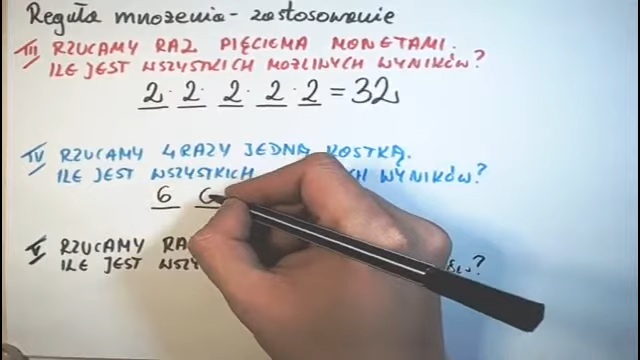 Reguła mnożenia - zastosowanie
III RZUCAMY RAZ PIĘCIOMA MONETAMI.
ILE JEST WSZYSTKICH MOŻLIWYCH WYNIKÓW?
2 · 2 · 2 · 2 · 2 = 32
IV RZUCAMY 4 RAZY JEDNĄ KOSTKĄ.
ILE JEST WSZYSTKICH WYNIKÓW?
6
V RZUCAMY
ILE JEST